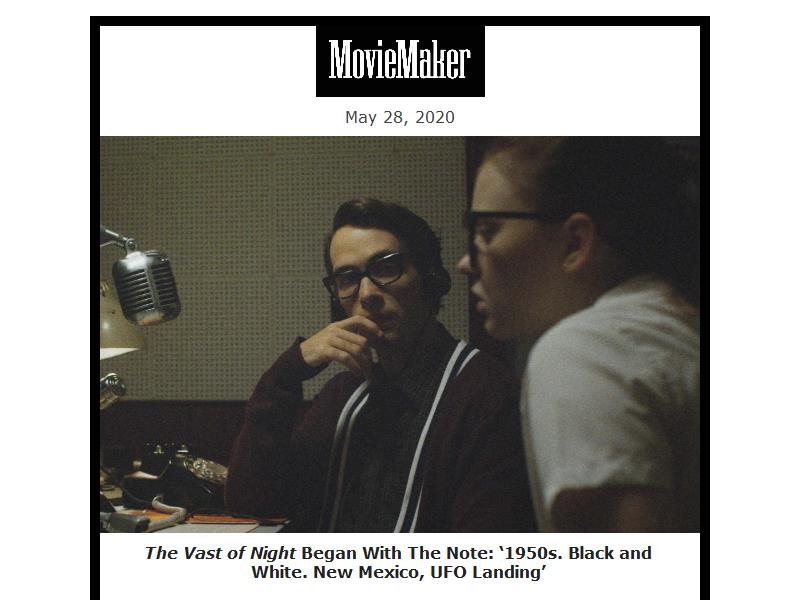 MovieMaker
May 28, 2020
The Vast of Night Began With The Note: ‘1950s. Black and
White. New Mexico, UFO Landing’